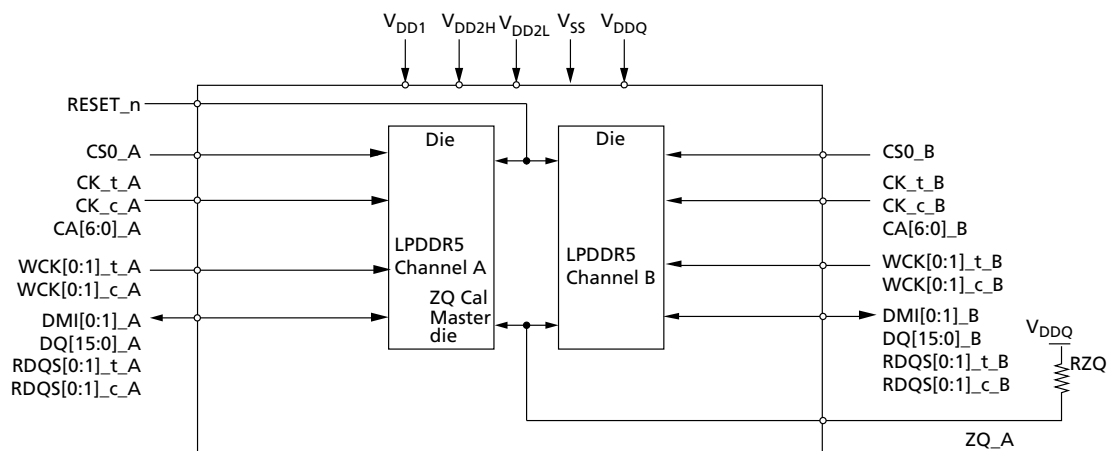 VDD1
VDD2H
VDD2L
VSS
VDDQ
RESET_n
CS0_A
CK_t_A
CK_c_A
CA[6:0]_A
WCK[0:1]_t_A
WCK[0:1]_c_A
DMI[0:1]_A
DQ[15:0]_A
RDQS[0:1]_t_A
RDQS[0:1]_c_A
Die
LPDDR5
Channel A
ZQ Cal
Master
die
Die
LPDDR5
Channel B
CS0_B
CK_t_B
CK_c_B
CA[6:0]_B
WCK[0:1]_t_B
WCK[0:1]_c_B
DMI[0:1]_B
DQ[15:0]_B
RDQS[0:1]_t_B
RDQS[0:1]_c_B
VDDQ
RZQ
ZQ_A